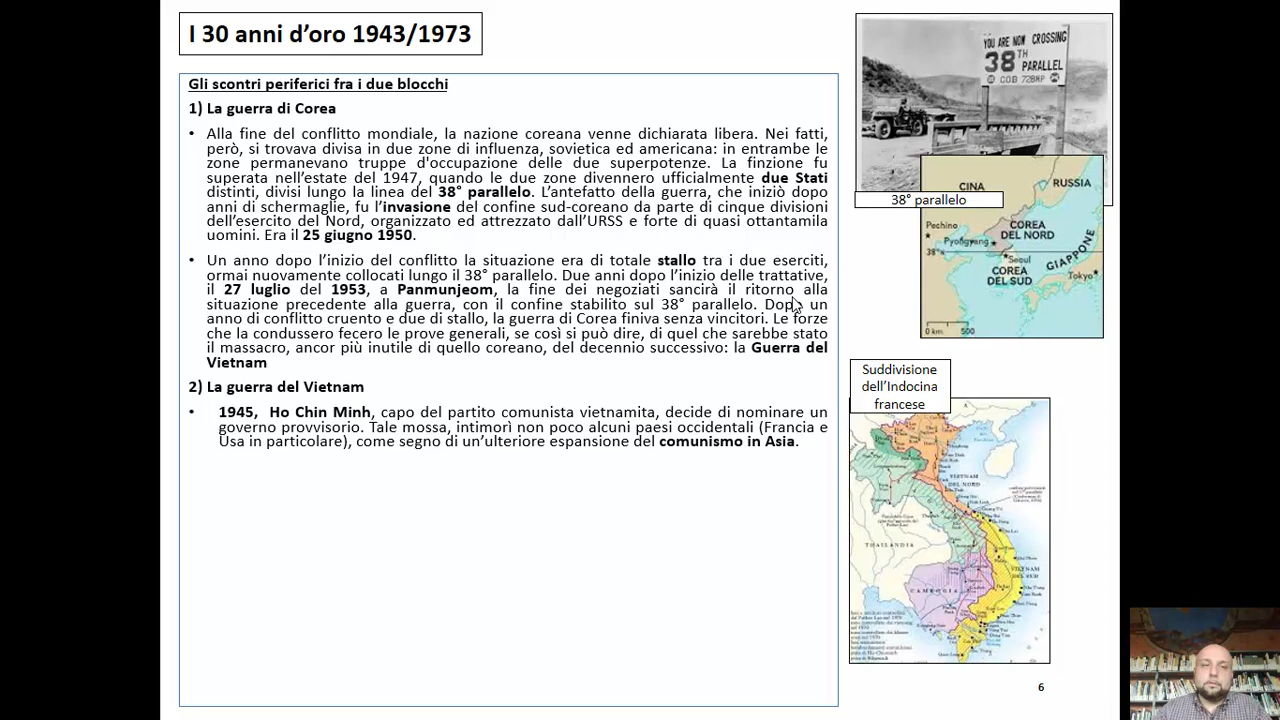 I 30 anni d'oro 1943/1973
Gli scontri periferici fra i due blocchi
1) La guerra di Corea
• Alla fine del conflitto mondiale, la nazione coreana venne dichiarata libera. Nei fatti,
però, si trovava divisa in due zone di influenza, sovietica ed americana: in entrambe le
zone permanevano truppe d'occupazione delle due superpotenze. La finzione fu
superata nell'estate del 1947, quando le due zone divennero ufficialmente due Stati
distinti, divisi lungo la linea del 38° parallelo. L'antefatto della guerra, che iniziò dopo
anni di schermaglie, fu l'invasione del confine sud-coreano da parte di cinque divisioni
dell'esercito del Nord, organizzato ed attrezzato dall'URSS e forte di quasi ottantamila
uomini. Era il 25 giugno 1950.
• Un anno dopo l'inizio del conflitto la situazione era di totale stallo tra i due eserciti,
ormai nuovamente collocati lungo il 38° parallelo. Due anni dopo l'inizio delle trattative,
il 27 luglio del 1953, a Panmunjeom, la fine dei negoziati sancirà il ritorno alla
situazione precedente alla guerra, con il confine stabilito sul 38° parallelo. Dopo un
anno di conflitto cruento e due di stallo, la guerra di Corea finiva senza vincitori. Le forze
che la condussero fecero le prove generali, se così si può dire, di quel che sarebbe stato
il massacro, ancor più inutile di quello coreano, del decennio successivo: la Guerra del
Vietnam
2) La guerra del Vietnam
• 1945, Ho Chin Minh, capo del partito comunista vietnamita, decide di nominare un
governo provvisorio. Tale mossa, intimorì non poco alcuni paesi occidentali (Francia e
Usa in particolare), come segno di un'ulteriore espansione del comunismo in Asia.
YOU ARE NOW CROSSING
38TH PARALLEL
COB 728MP
38° parallelo
CINA
RUSSIA
Pechino
COREA
DEL NORD
Pyongyang
38°
Seoul
COREA
DEL SUD
GIAPPONE
Tokyo
0 km 500
Suddivisione
dell'Indocina
francese
VIETNAM
DEL NORD
THAILANDIA
CAMBOGIA
VIETNAM
DEL SUD
6